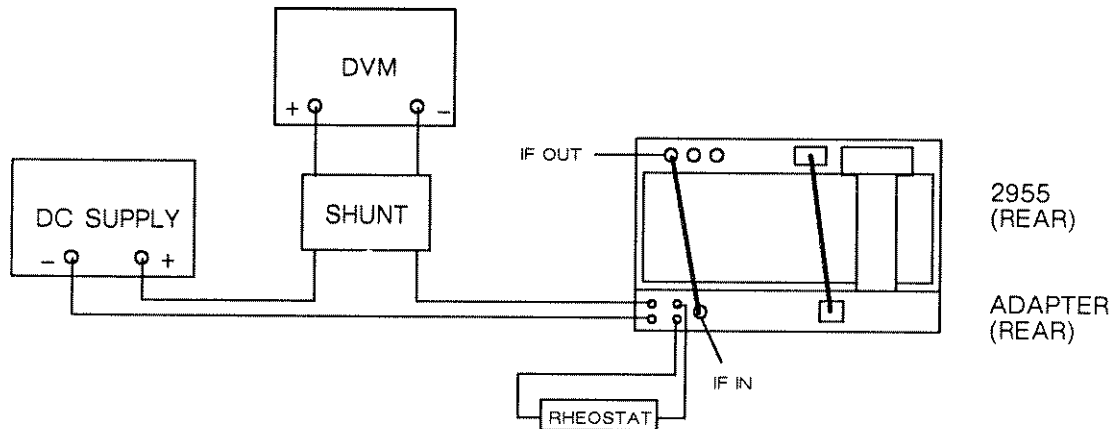 DVM
+ −
IF OUT
DC SUPPLY
− +
SHUNT
2955
(REAR)
ADAPTER
(REAR)
IF IN
RHEOSTAT